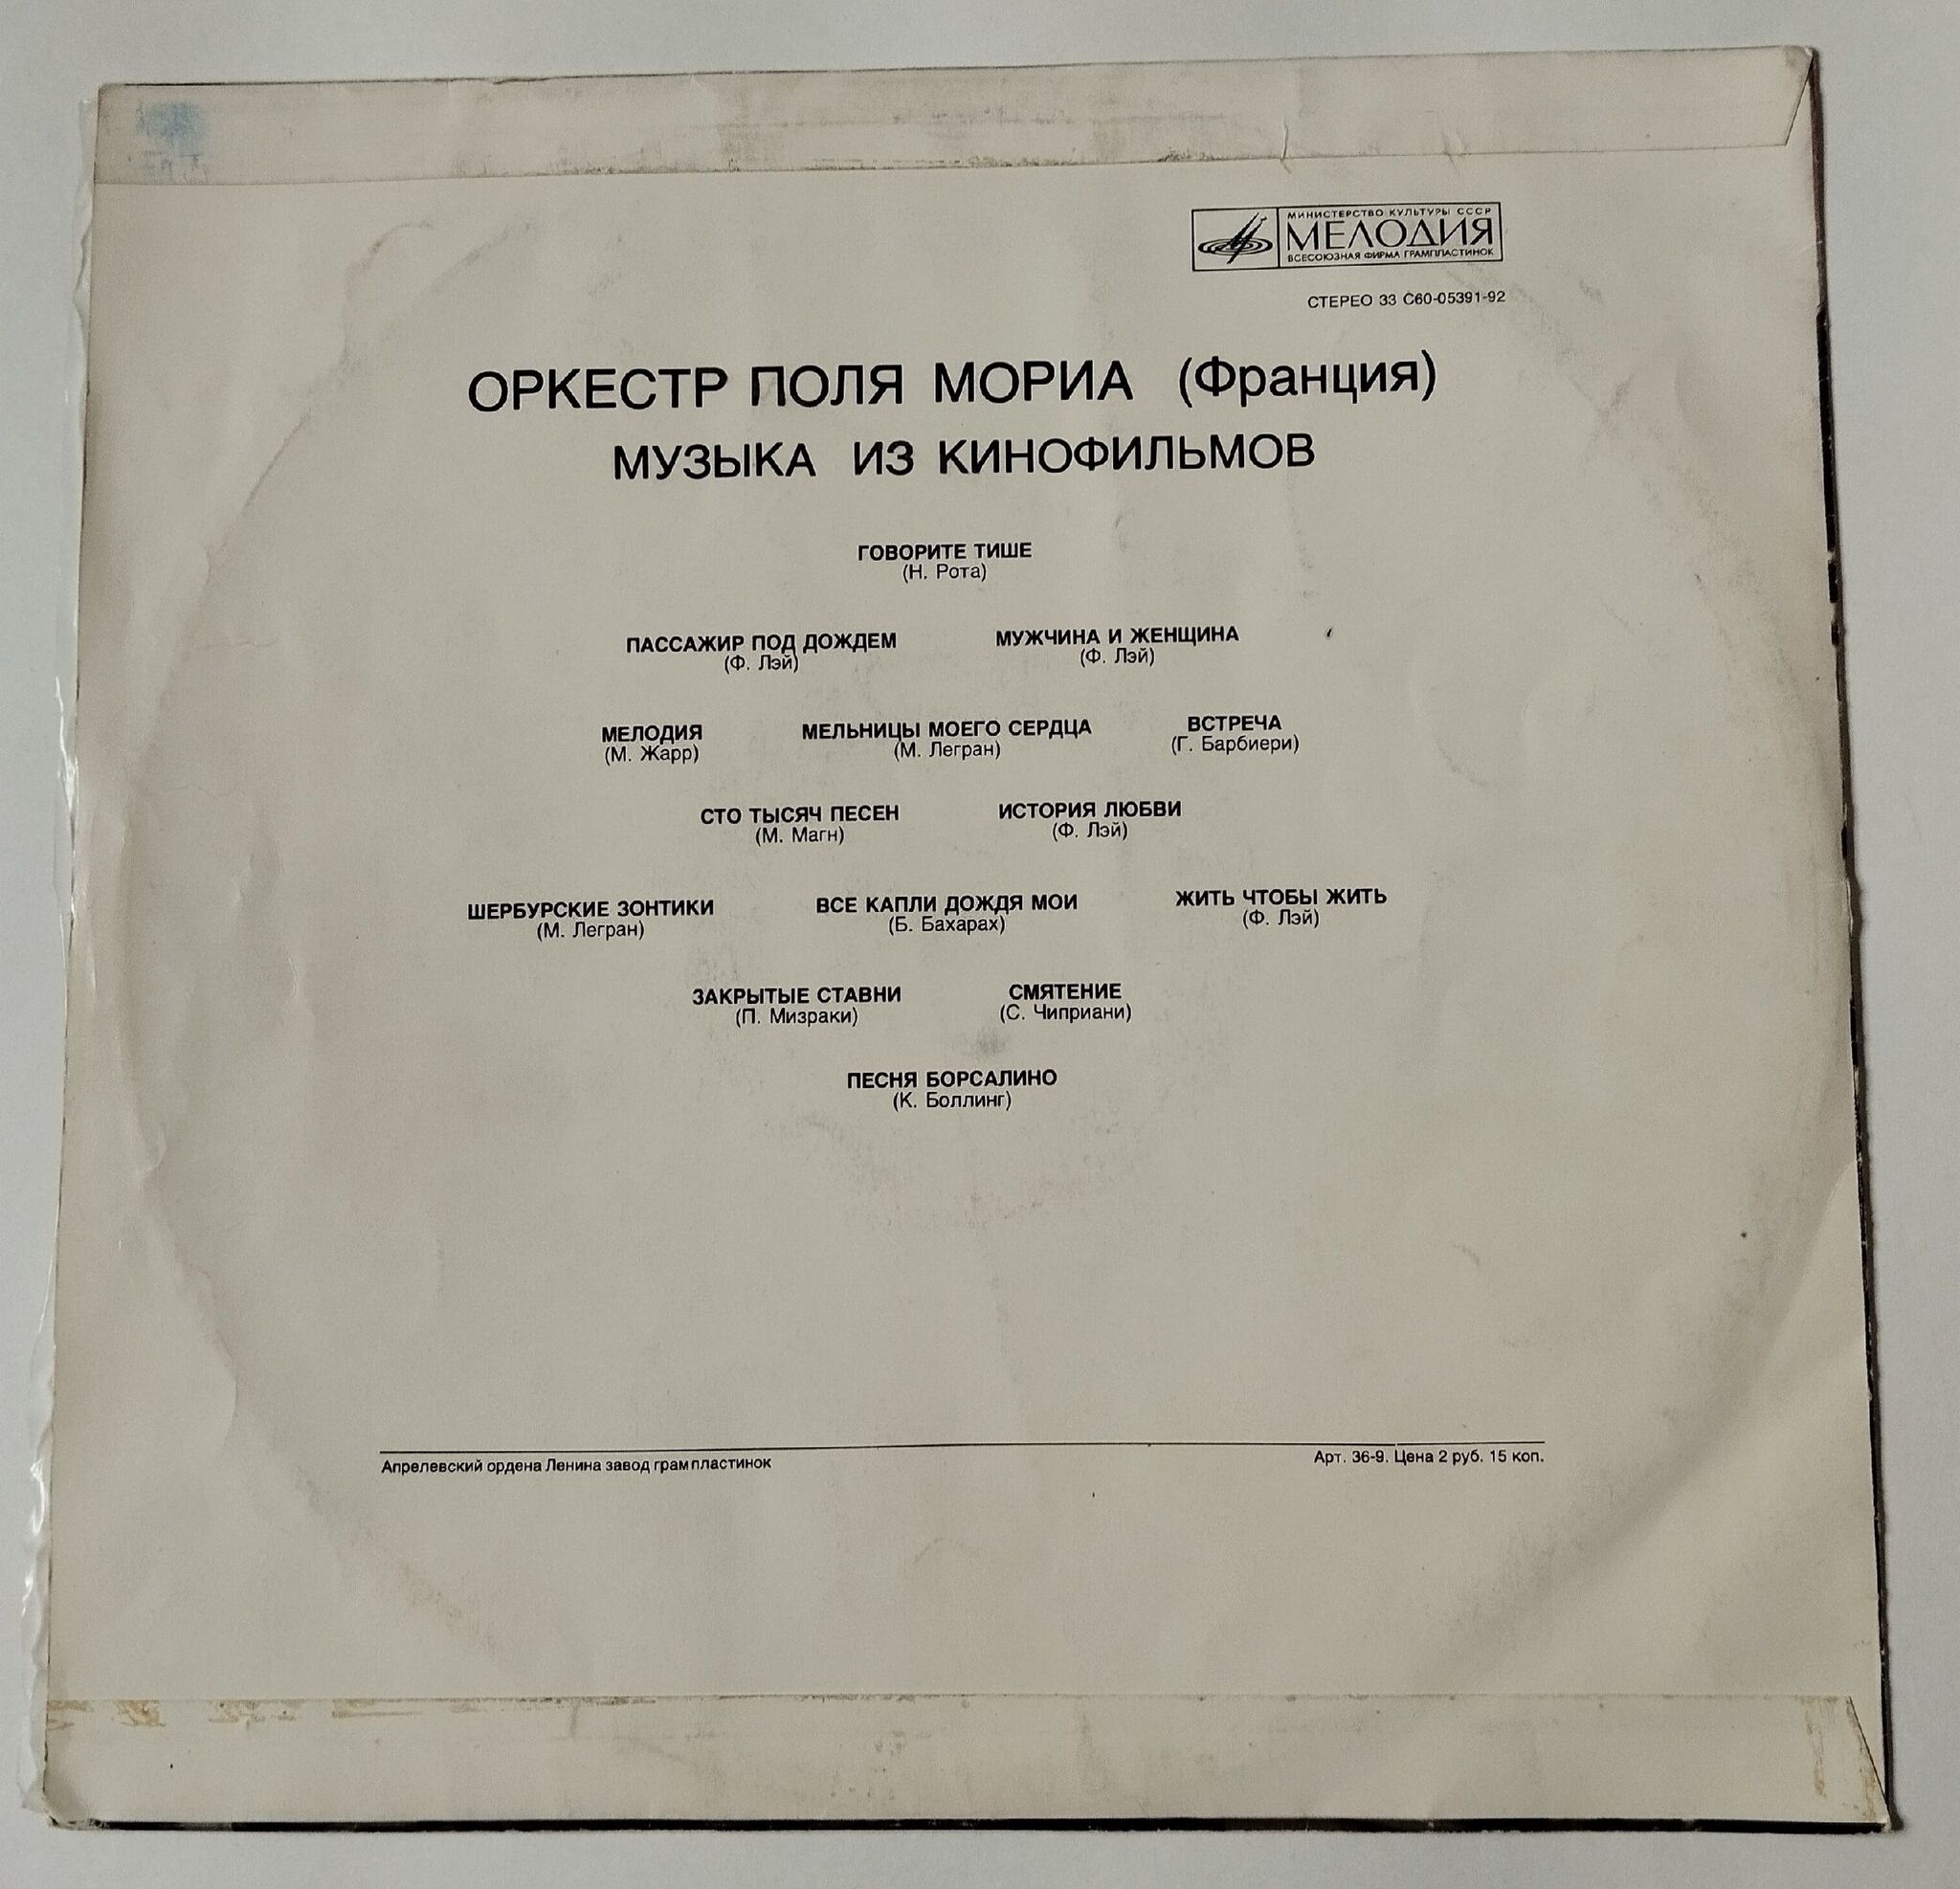 МИНИСТЕРСТВО КУЛЬТУРЫ СССР
МЕЛОДИЯ
ВСЕСОЮЗНАЯ ФИРМА ГРАМПЛАСТИНОК
СТЕРЕО 33 С60-05391-92
ОРКЕСТР ПОЛЯ МОРИА (Франция)
МУЗЫКА ИЗ КИНОФИЛЬМОВ
ГОВОРИТЕ ТИШЕ
(Н. Рота)
ПАССАЖИР ПОД ДОЖДЕМ МУЖЧИНА И ЖЕНЩИНА
(Ф. Лэй) (Ф. Лэй)
МЕЛОДИЯ МЕЛЬНИЦЫ МОЕГО СЕРДЦА ВСТРЕЧА
(М. Жарр) (М. Легран) (Г. Барбиери)
СТО ТЫСЯЧ ПЕСЕН ИСТОРИЯ ЛЮБВИ
(М. Магн) (Ф. Лэй)
ШЕРБУРСКИЕ ЗОНТИКИ ВСЕ КАПЛИ ДОЖДЯ МОИ ЖИТЬ ЧТОБЫ ЖИТЬ
(М. Легран) (Б. Бахарах) (Ф. Лэй)
ЗАКРЫТЫЕ СТАВНИ СМЯТЕНИЕ
(П. Мизраки) (С. Чиприани)
ПЕСНЯ БОРСАЛИНО
(К. Боллинг)
Апрелевский ордена Ленина завод грампластинок Арт. 36-9. Цена 2 руб. 15 коп.